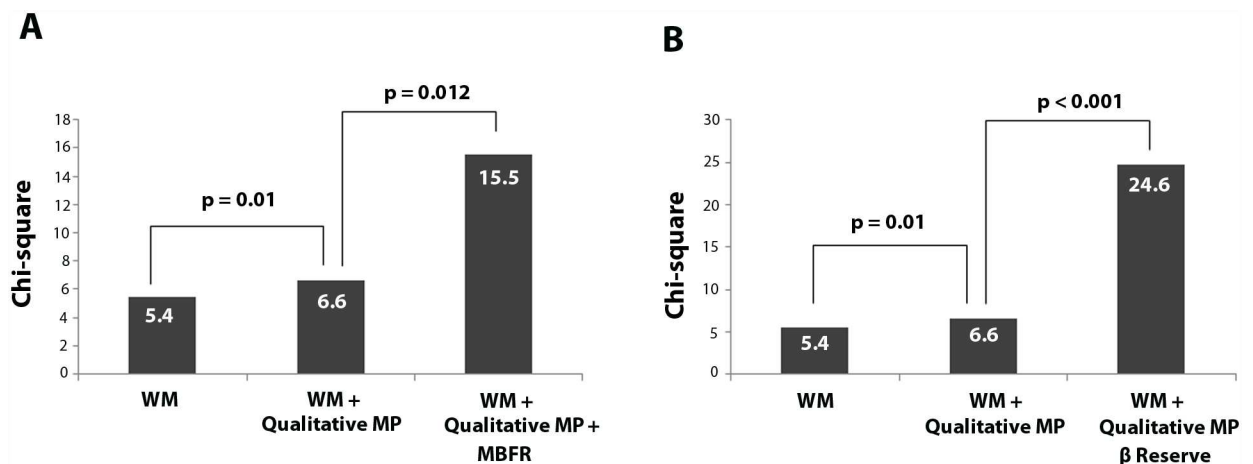 A
p = 0.012
p = 0.01
Chi-square
18
16
14
12
10
8
6
4
2
0
5.4
6.6
15.5
WM
WM +
Qualitative MP
WM +
Qualitative MP +
MBFR
B
p < 0.001
p = 0.01
Chi-square
30
25
20
15
10
5
0
5.4
6.6
24.6
WM
WM +
Qualitative MP
WM +
Qualitative MP
β Reserve